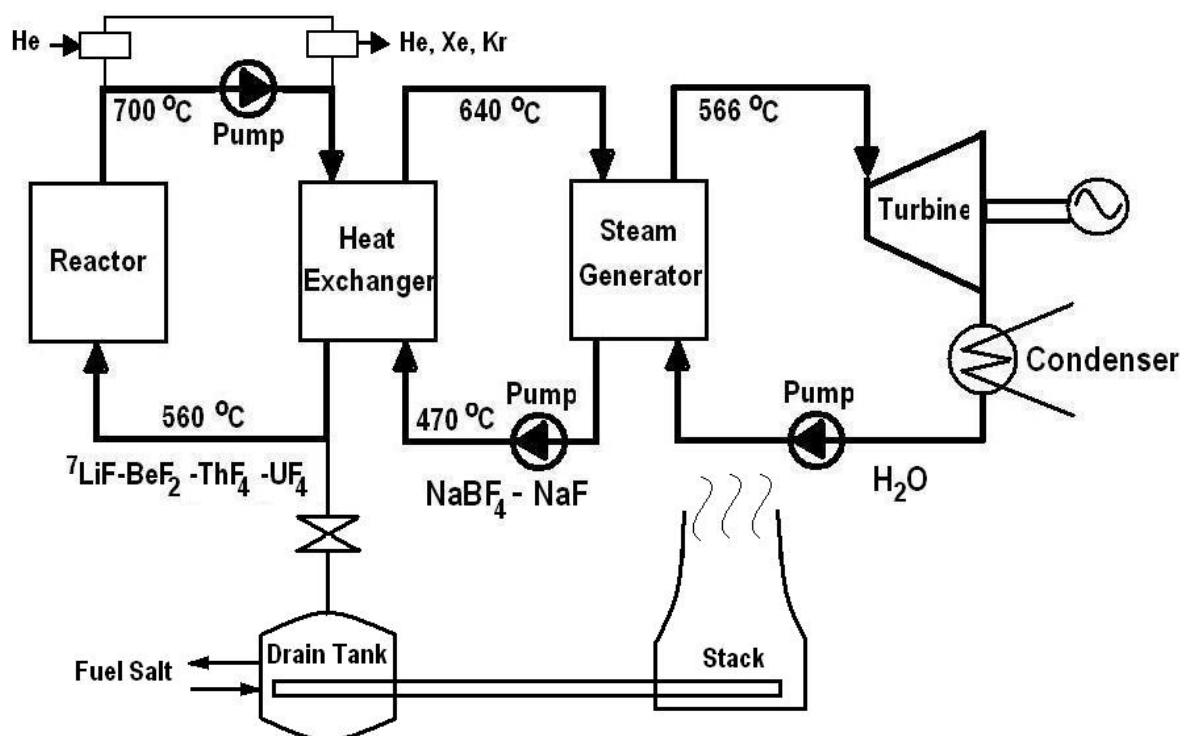 He
He, Xe, Kr
700 °C
Pump
640 °C
566 °C
Reactor
Heat
Exchanger
Steam
Generator
Turbine
Condenser
560 °C
470 °C
Pump
Pump
⁷LiF-BeF₂ -ThF₄ -UF₄
NaBF₄ - NaF
H₂O
Drain Tank
Fuel Salt
Stack